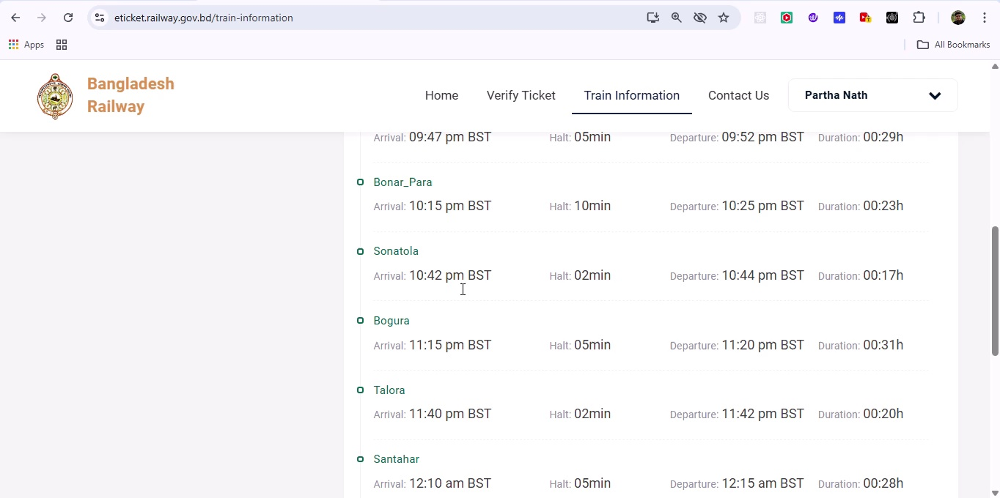 eticket.railway.gov.bd/train-information
Apps
All Bookmarks
Bangladesh
Railway
Home
Verify Ticket
Train Information
Contact Us
Partha Nath
Arrival: 09:47 pm BST Halt: 05min Departure: 09:52 pm BST Duration: 00:29h
Bonar_Para
Arrival: 10:15 pm BST Halt: 10min Departure: 10:25 pm BST Duration: 00:23h
Sonatola
Arrival: 10:42 pm BST Halt: 02min Departure: 10:44 pm BST Duration: 00:17h
Bogura
Arrival: 11:15 pm BST Halt: 05min Departure: 11:20 pm BST Duration: 00:31h
Talora
Arrival: 11:40 pm BST Halt: 02min Departure: 11:42 pm BST Duration: 00:20h
Santahar
Arrival: 12:10 am BST Halt: 05min Departure: 12:15 am BST Duration: 00:28h